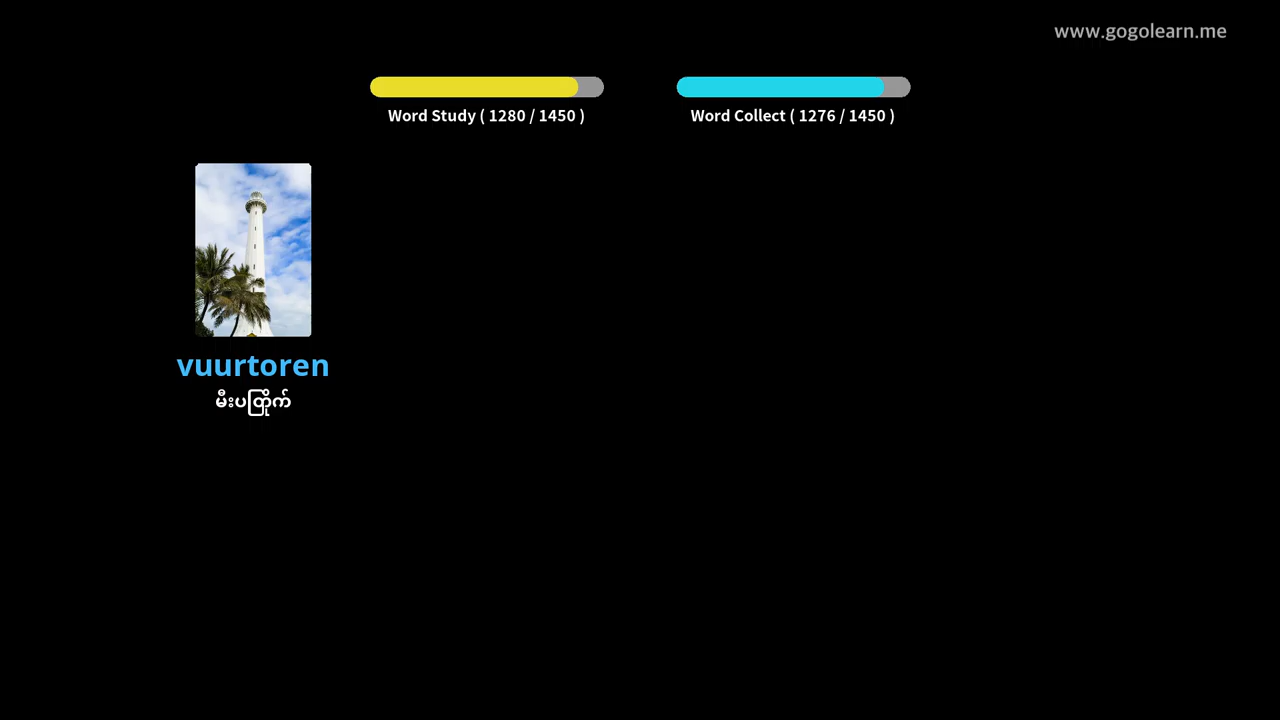 www.gogolearn.me
Word Study ( 1280 / 1450 )
Word Collect ( 1276 / 1450 )
vuurtoren
မီးပတြိုက်